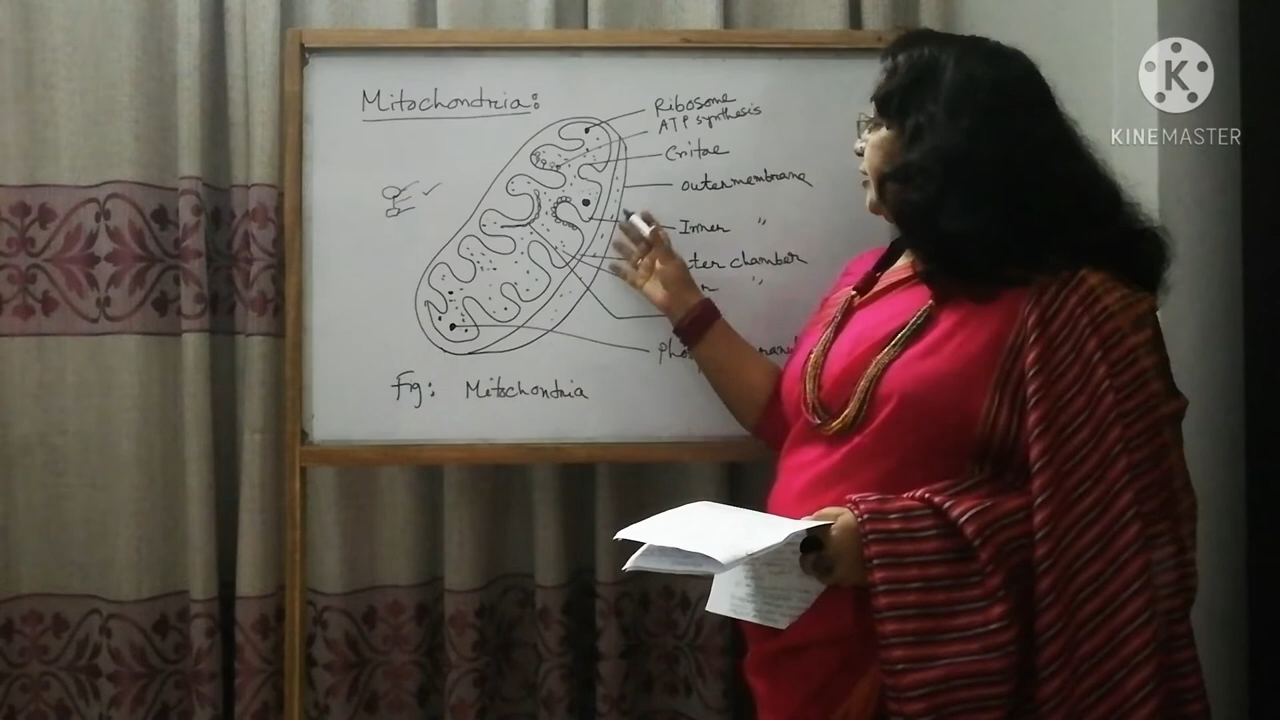 Mitochondria:
Ribosome
ATP synthesis
Critae
outermembrane
Inner "
ter chamber
"
Fig: Mitochondria
K
KINEMASTER